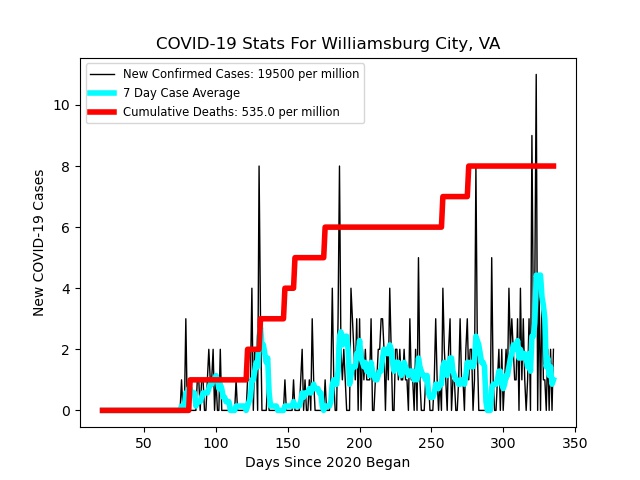 COVID-19 Stats For Williamsburg City, VA
New Confirmed Cases: 19500 per million
7 Day Case Average
Cumulative Deaths: 535.0 per million
New COVID-19 Cases
10
8
6
4
2
0
50 100 150 200 250 300 350
Days Since 2020 Began